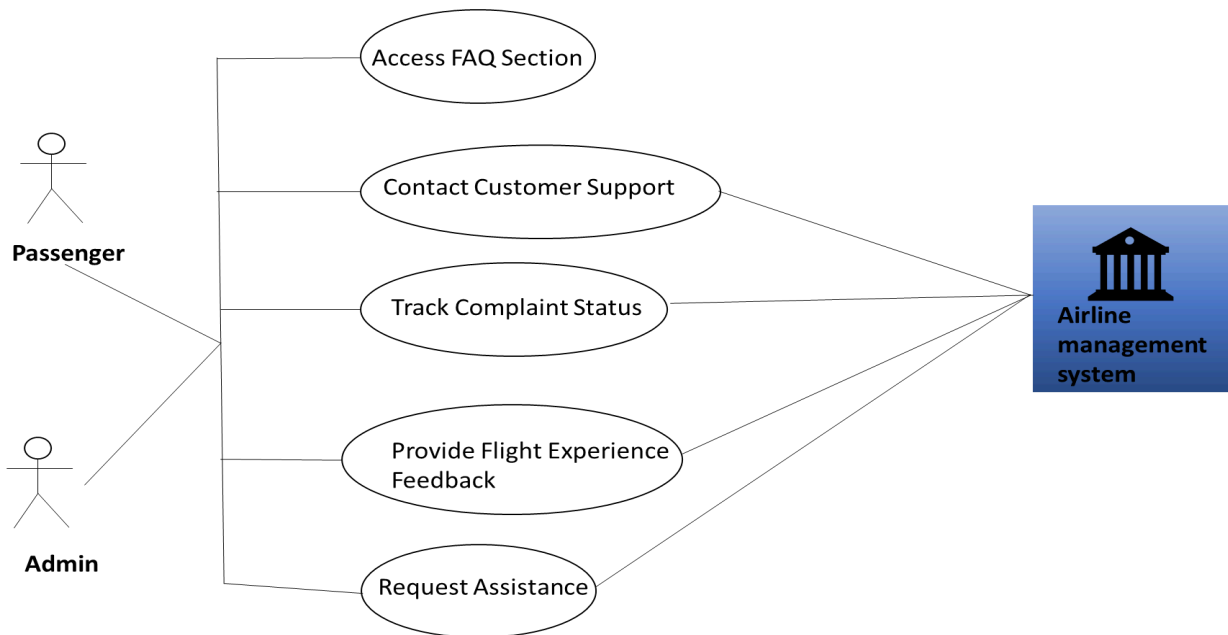 Access FAQ Section
Contact Customer Support
Passenger
Track Complaint Status
Airline
management
system
Provide Flight Experience
Feedback
Admin
Request Assistance